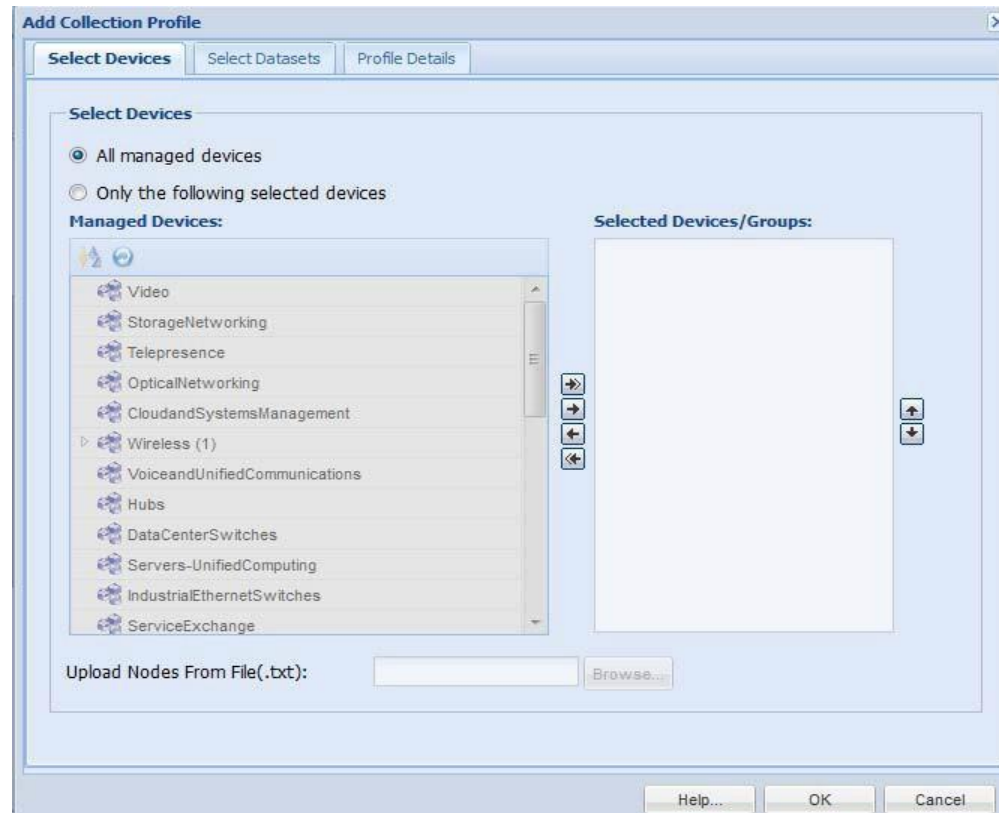 Add Collection Profile
Select Devices Select Datasets Profile Details
Select Devices
All managed devices
Only the following selected devices
Managed Devices: Selected Devices/Groups:
Video
StorageNetworking
Telepresence
OpticalNetworking
CloudandSystemsManagement
Wireless (1)
VoiceandUnifiedCommunications
Hubs
DataCenterSwitches
Servers-UnifiedComputing
IndustrialEthernetSwitches
ServiceExchange
Upload Nodes From File(.txt): Browse...
Help... OK Cancel